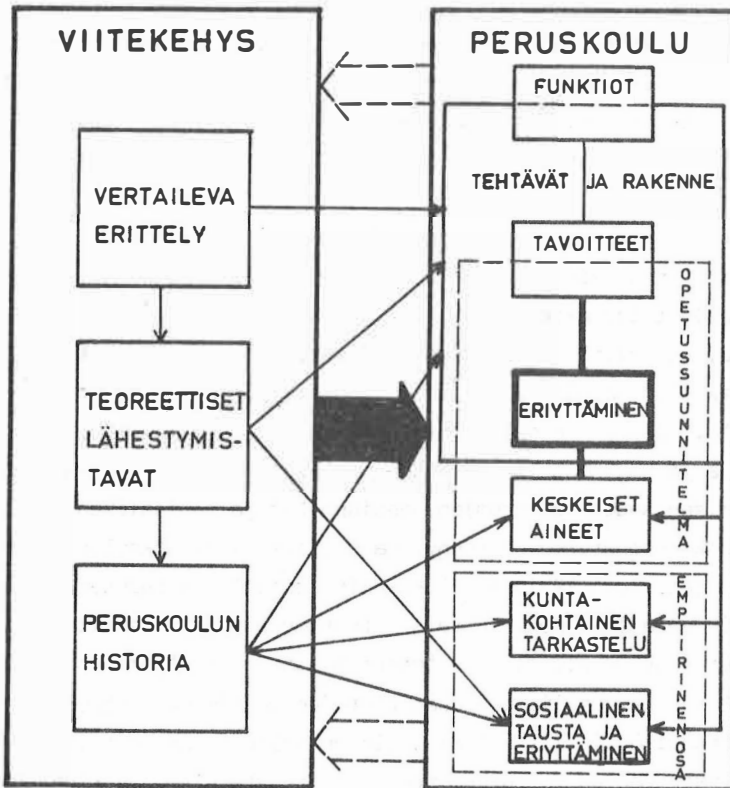 VIITEKEHYS
VERTAILEVA
ERITTELY
TEOREETTISET
LÄHESTYMIS-
TAVAT
PERUSKOULUN
HISTORIA
PERUSKOULU
FUNKTIOT
TEHTÄVÄT JA RAKENNE
TAVOITTEET
ERIYTTÄMINEN
KESKEISET
AINEET
OPETUSSUUNNITELMA
KUNTA-
KOHTAINEN
TARKASTELU
SOSIAALINEN
TAUSTA JA
ERIYTTÄMINEN
EMPIIRINEN OSA